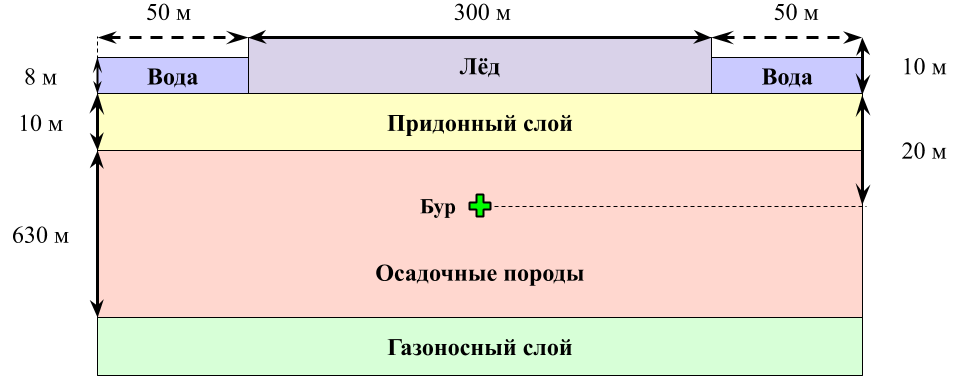 50 м
300 м
50 м
8 м
Вода
Лёд
Вода
10 м
10 м
Придонный слой
20 м
Бур
630 м
Осадочные породы
Газоносный слой